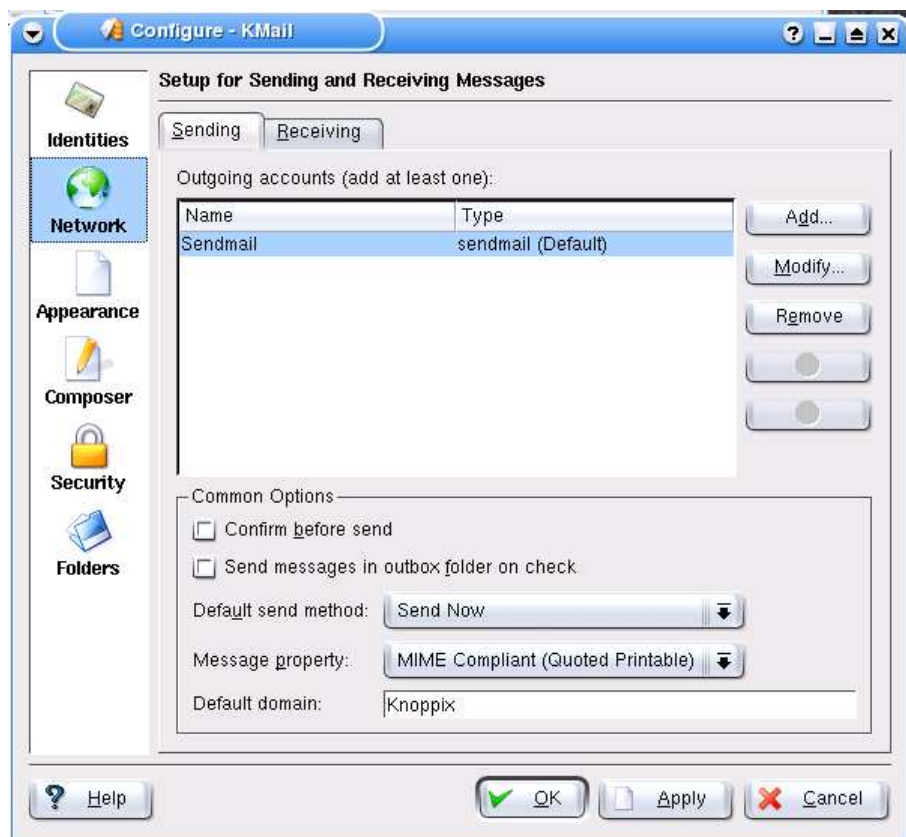 Configure - KMail
Setup for Sending and Receiving Messages
Identities
Network
Appearance
Composer
Security
Folders
Sending
Receiving
Outgoing accounts (add at least one):
Name Type
Sendmail sendmail (Default)
Add...
Modify...
Remove
Common Options
Confirm before send
Send messages in outbox folder on check
Default send method: Send Now
Message property: MIME Compliant (Quoted Printable)
Default domain: Knoppix
Help OK Apply Cancel